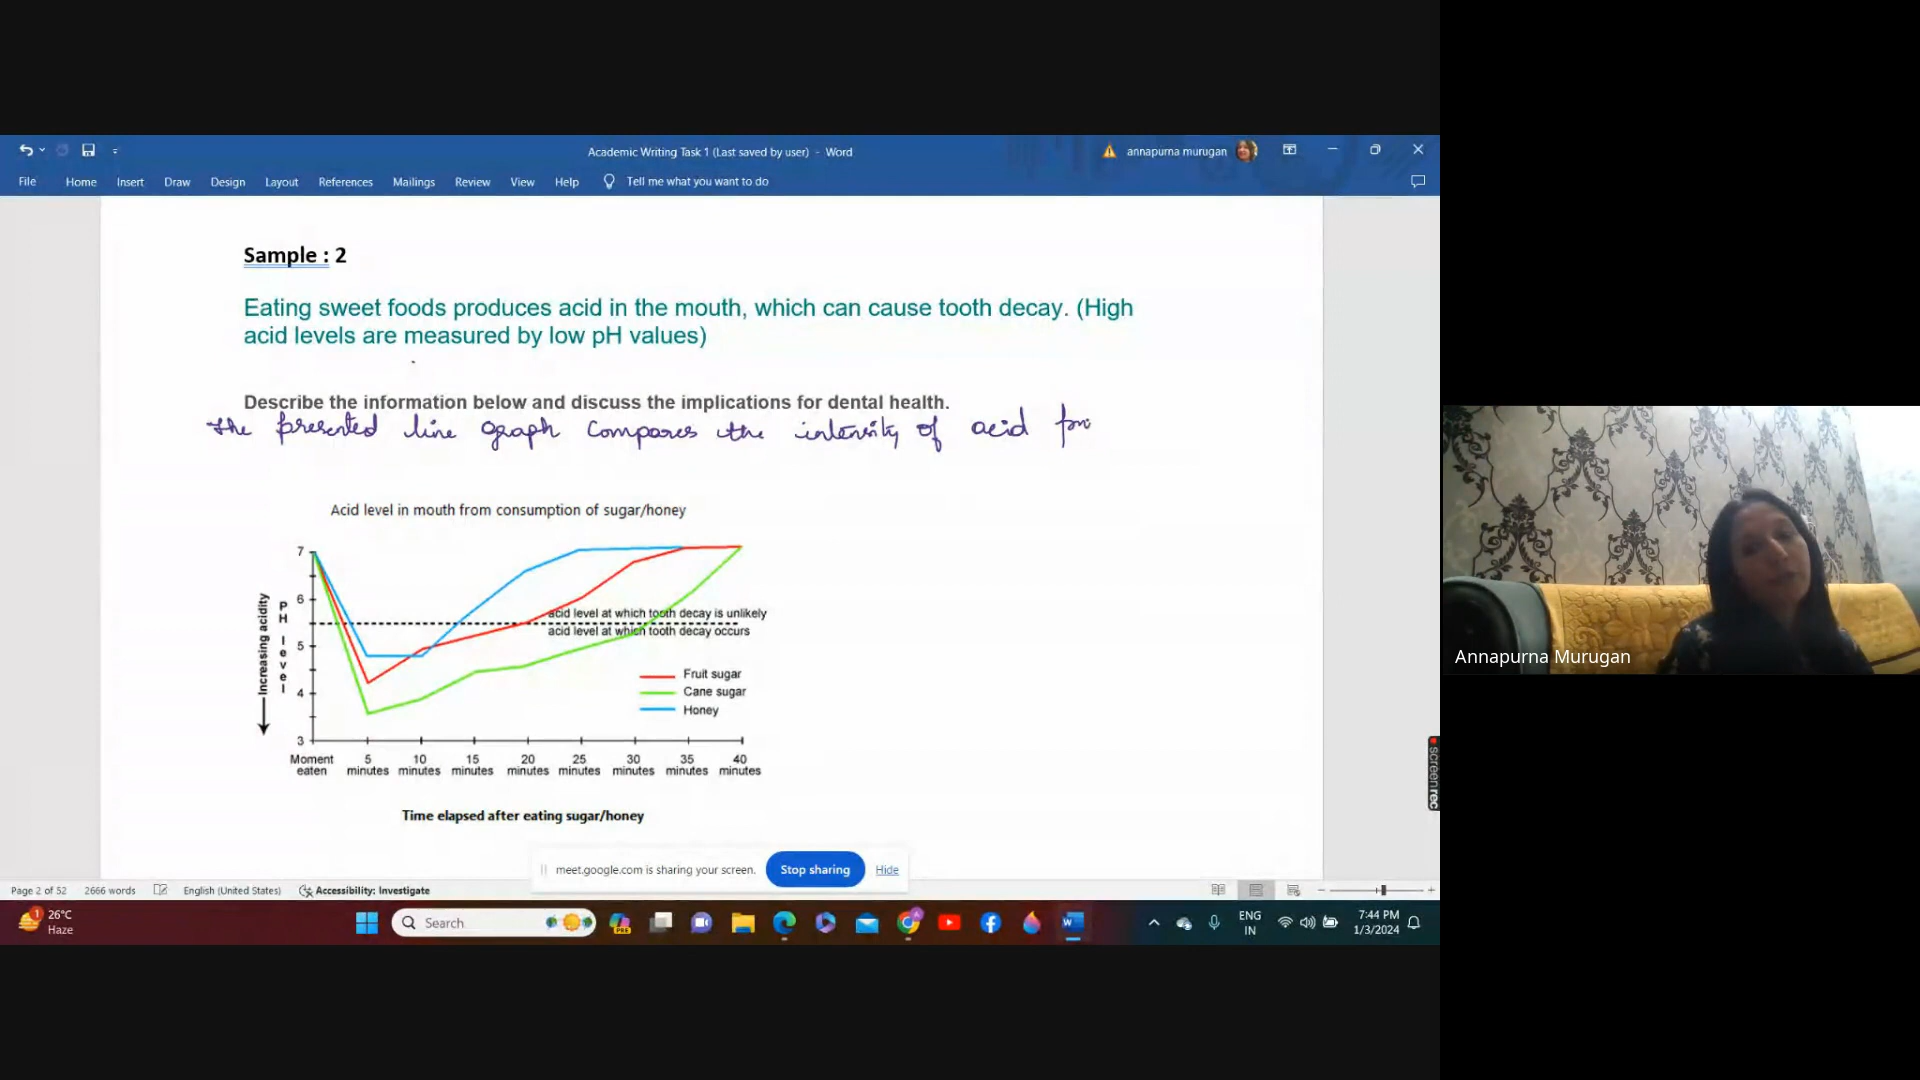 Academic Writing Task 1 (Last saved by user) - Word
annapurna murugan
File Home Insert Draw Design Layout References Mailings Review View Help Tell me what you want to do
Sample : 2
Eating sweet foods produces acid in the mouth, which can cause tooth decay. (High
acid levels are measured by low pH values)
Describe the information below and discuss the implications for dental health.
the presented line graph compares the intensity of acid
Acid level in mouth from consumption of sugar/honey
7
6
5
4
3
Increasing acidity
PH level
acid level at which tooth decay is unlikely
acid level at which tooth decay occurs
Fruit sugar
Cane sugar
Honey
Moment eaten
5 minutes
10 minutes
15 minutes
20 minutes
25 minutes
30 minutes
35 minutes
40 minutes
Time elapsed after eating sugar/honey
meet.google.com is sharing your screen. Stop sharing Hide
Page 2 of 52 2666 words English (United States) Accessibility: Investigate
1
26°C
Haze
Search
PRE
ENG
IN
7:44 PM
1/3/2024
screenrec
Annapurna Murugan